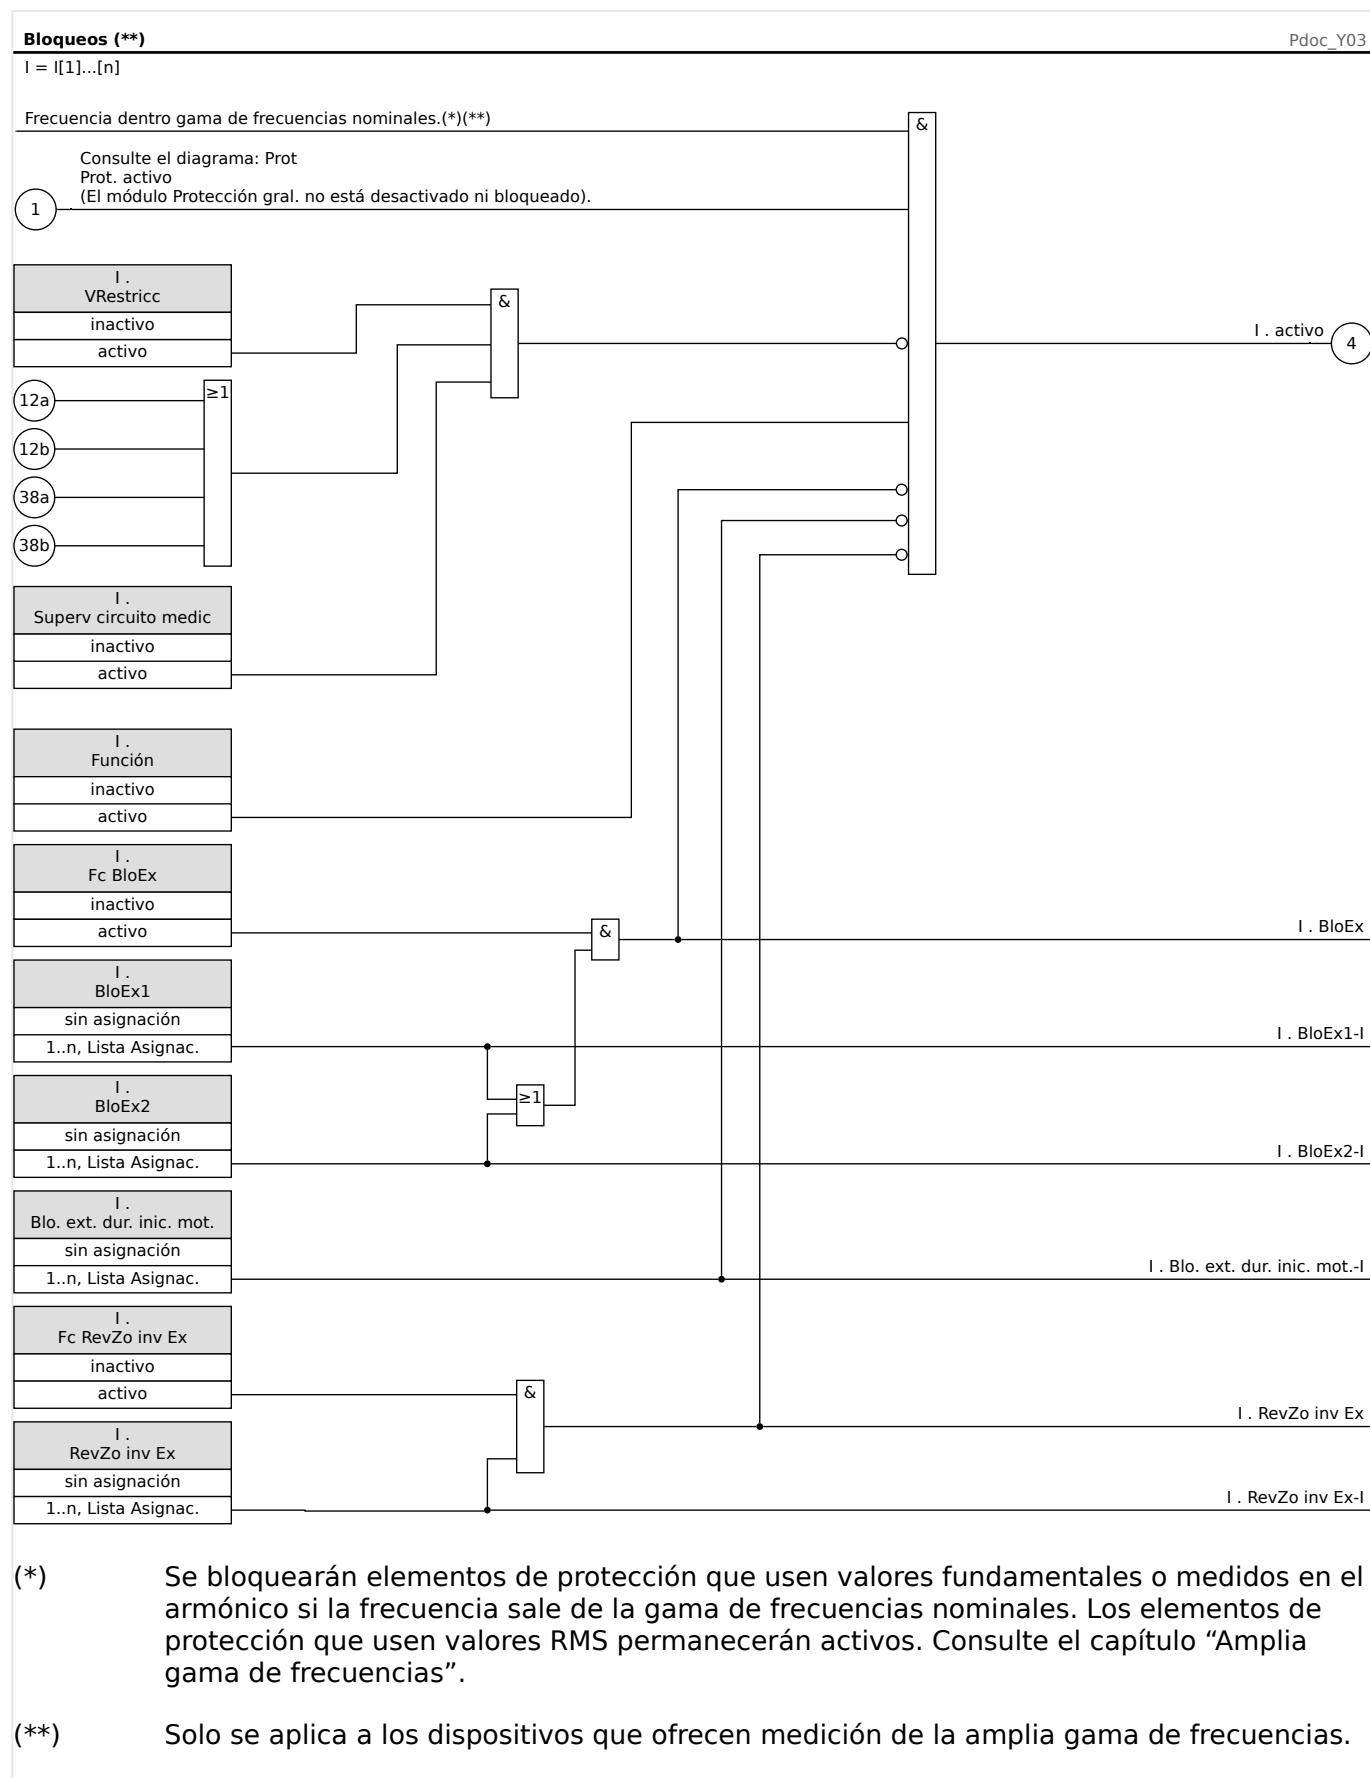 Bloqueos (**)
Pdoc_Y03
I = I[1]...[n]
Frecuencia dentro gama de frecuencias nominales.(*)(**)
&
Consulte el diagrama: Prot
Prot. activo
(El módulo Protección gral. no está desactivado ni bloqueado).
1
I .
VRestricc
inactivo
activo
&
I . activo
4
12a
≥1
12b
38a
38b
I .
Superv circuito medic
inactivo
activo
I .
Función
inactivo
activo
I .
Fc BloEx
inactivo
activo
&
I . BloEx
I .
BloEx1
sin asignación
1..n, Lista Asignac.
I . BloEx1-I
I .
BloEx2
sin asignación
1..n, Lista Asignac.
≥1
I . BloEx2-I
I .
Blo. ext. dur. inic. mot.
sin asignación
1..n, Lista Asignac.
I . Blo. ext. dur. inic. mot.-I
I .
Fc RevZo inv Ex
inactivo
activo
&
I . RevZo inv Ex
I .
RevZo inv Ex
sin asignación
1..n, Lista Asignac.
I . RevZo inv Ex-I
(*) Se bloquearán elementos de protección que usen valores fundamentales o medidos en el
armónico si la frecuencia sale de la gama de frecuencias nominales. Los elementos de
protección que usen valores RMS permanecerán activos. Consulte el capítulo “Amplia
gama de frecuencias”.
(**) Solo se aplica a los dispositivos que ofrecen medición de la amplia gama de frecuencias.